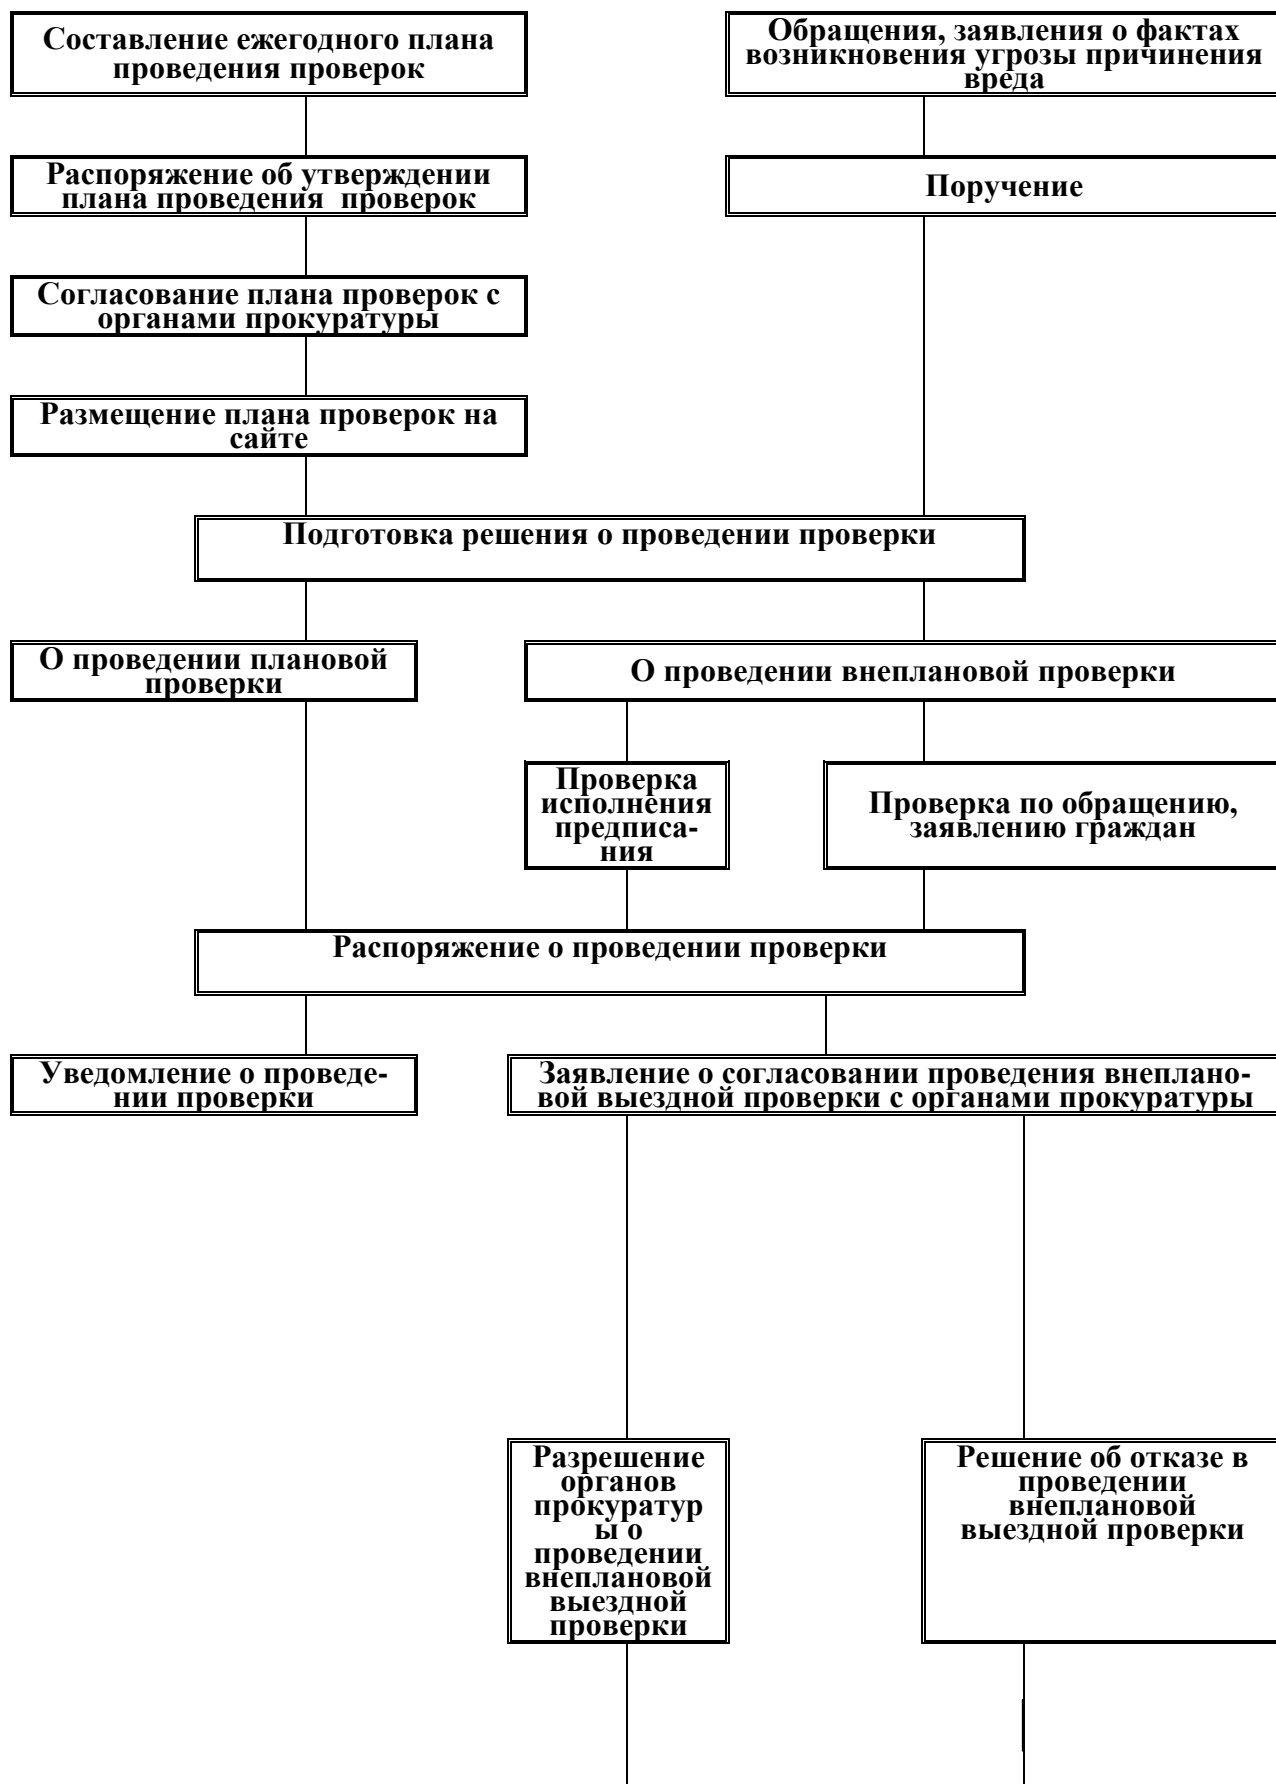 Составление ежегодного плана
проведения проверок
Обращения, заявления о фактах
возникновения угрозы причинения
вреда
Распоряжение об утверждении
плана проведения  проверок
Поручение
Согласование плана проверок с
органами прокуратуры
Размещение плана проверок на
сайте
Подготовка решения о проведении проверки
О проведении плановой
проверки
О проведении внеплановой проверки
Проверка
исполнения
предписа-
ния
Проверка по обращению,
заявлению граждан
Распоряжение о проведении проверки
Уведомление о проведе-
нии проверки
Заявление о согласовании проведения внеплано-
вой выездной проверки с органами прокуратуры
Разрешение
органов
прокуратур
ы о
проведении
внеплановой
выездной
проверки
Решение об отказе в
проведении
внеплановой
выездной проверки